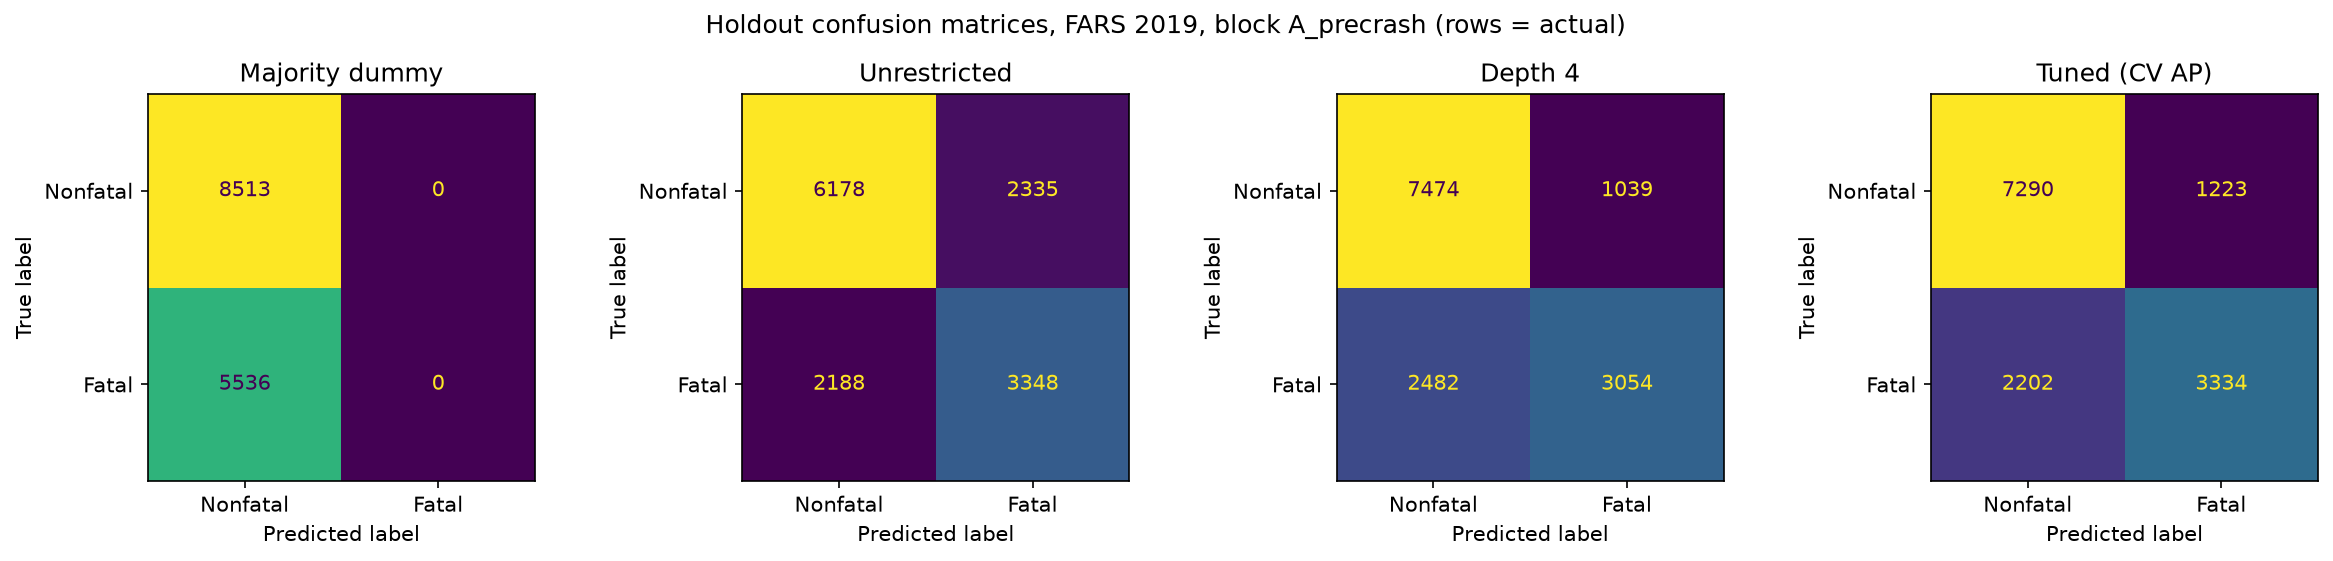 Holdout confusion matrices, FARS 2019, block A_precrash (rows = actual)
Majority dummy
True label
Nonfatal
8513
0
Fatal
5536
0
Nonfatal
Fatal
Predicted label
Unrestricted
True label
Nonfatal
6178
2335
Fatal
2188
3348
Nonfatal
Fatal
Predicted label
Depth 4
True label
Nonfatal
7474
1039
Fatal
2482
3054
Nonfatal
Fatal
Predicted label
Tuned (CV AP)
True label
Nonfatal
7290
1223
Fatal
2202
3334
Nonfatal
Fatal
Predicted label